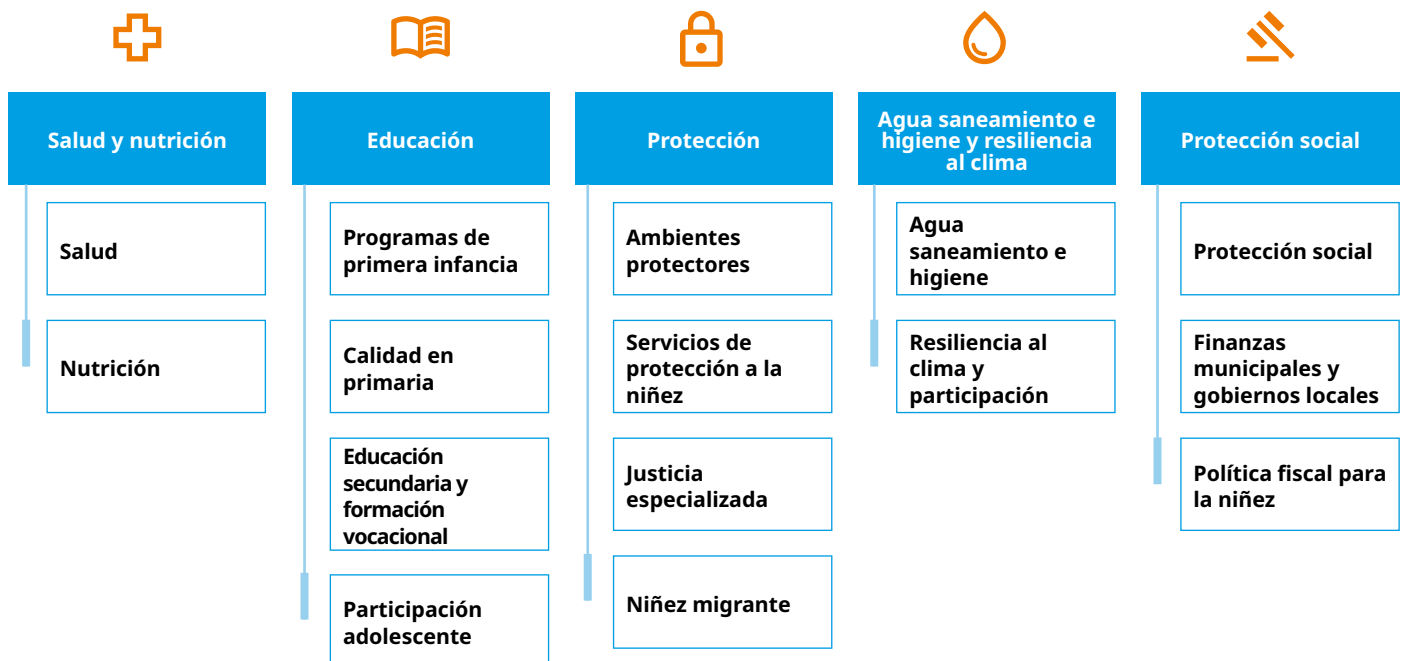 Salud y nutrición
Salud
Nutrición
Educación
Programas de
primera infancia
Calidad en
primaria
Educación
secundaria y
formación
vocacional
Participación
adolescente
Protección
Ambientes
protectores
Servicios de
protección a la
niñez
Justicia
especializada
Niñez migrante
Agua saneamiento e
higiene y resiliencia
al clima
Agua
saneamiento e
higiene
Resiliencia al
clima y
participación
Protección social
Protección social
Finanzas
municipales y
gobiernos locales
Política fiscal para
la niñez